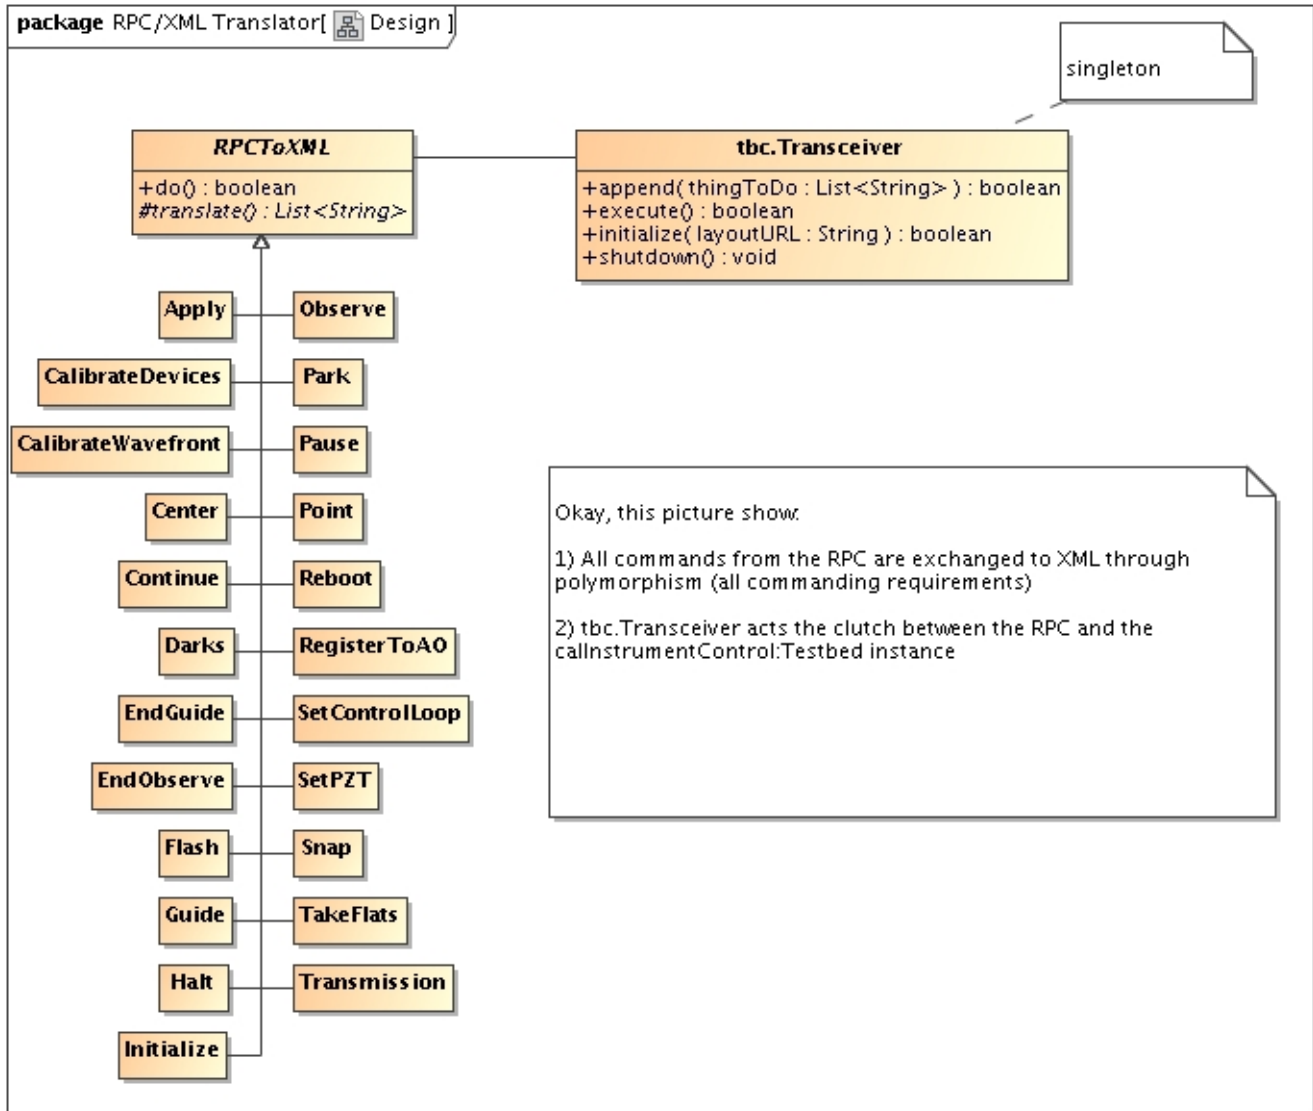 package RPC/XML Translator[ Design ]
singleton
RPCToXML
+do() : boolean
#translate() : List<String>
tbc.Transceiver
+append( thingToDo : List<String> ) : boolean
+execute() : boolean
+initialize( layoutURL : String ) : boolean
+shutdown() : void
Apply
Observe
CalibrateDevices
Park
CalibrateWavefront
Pause
Center
Point
Continue
Reboot
Darks
RegisterToAO
EndGuide
SetControlLoop
EndObserve
SetPZT
Flash
Snap
Guide
TakeFlats
Halt
Transmission
Initialize
Okay, this picture show:
1) All commands from the RPC are exchanged to XML through
polymorphism (all commanding requirements)
2) tbc.Transceiver acts the clutch between the RPC and the
calInstrumentControl:Testbed instance